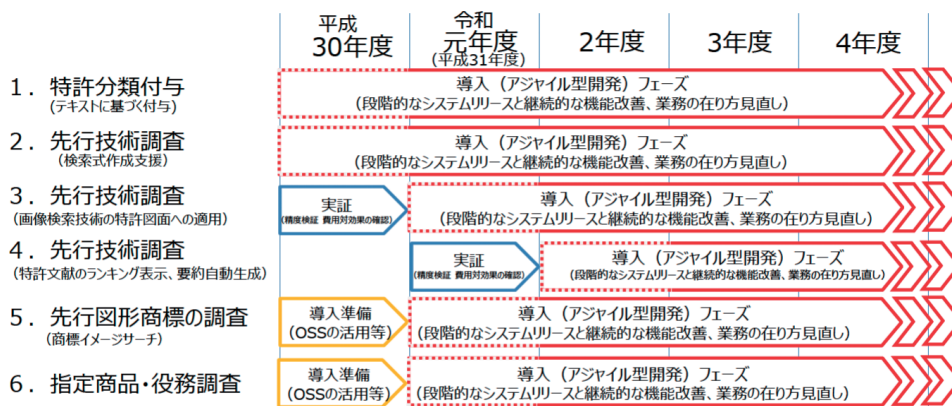 平成
30年度
令和
元年度
(平成31年度)
2年度
3年度
4年度
1．特許分類付与
(テキストに基づく付与)
導入（アジャイル型開発）フェーズ
(段階的なシステムリリースと継続的な機能改善、業務の在り方見直し)
2．先行技術調査
(検索式作成支援)
導入（アジャイル型開発）フェーズ
(段階的なシステムリリースと継続的な機能改善、業務の在り方見直し)
3．先行技術調査
(画像検索技術の特許図面への適用)
実証
(精度検証 費用対効果の確認)
導入（アジャイル型開発）フェーズ
(段階的なシステムリリースと継続的な機能改善、業務の在り方見直し)
4．先行技術調査
(特許文献のランキング表示、要約自動生成)
実証
(精度検証 費用対効果の確認)
導入（アジャイル型開発）フェーズ
(段階的なシステムリリースと継続的な機能改善、業務の在り方見直し)
5．先行図形商標の調査
(商標イメージサーチ)
導入準備
(OSSの活用等)
導入（アジャイル型開発）フェーズ
(段階的なシステムリリースと継続的な機能改善、業務の在り方見直し)
6．指定商品・役務調査
導入準備
(OSSの活用等)
導入（アジャイル型開発）フェーズ
(段階的なシステムリリースと継続的な機能改善、業務の在り方見直し)